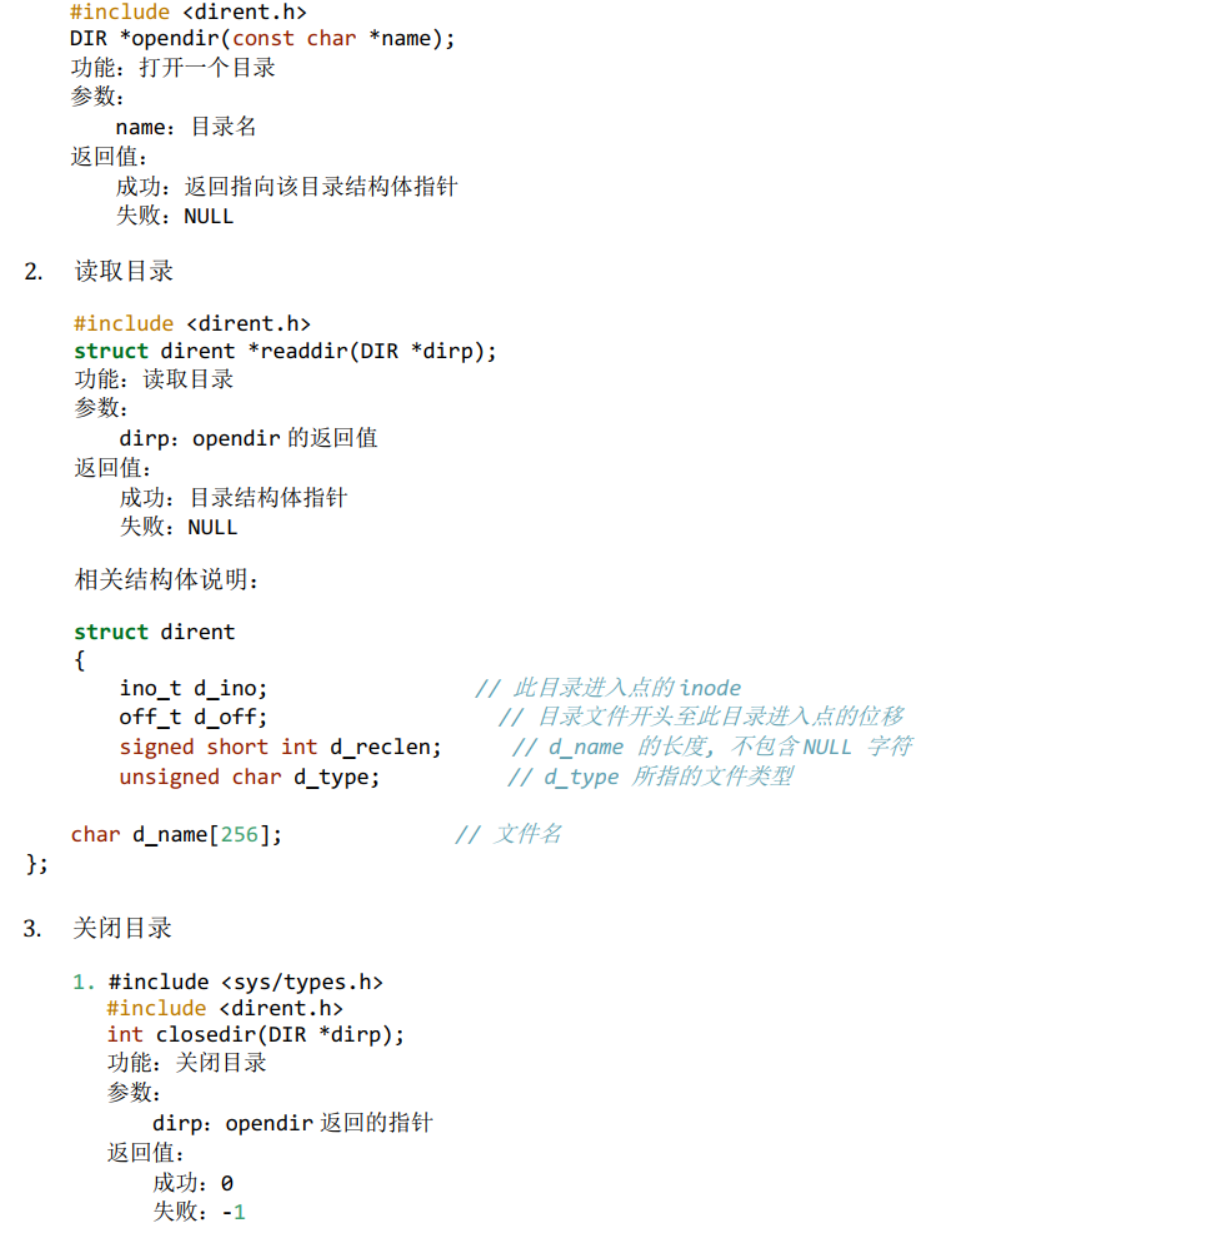 #include <dirent.h>
DIR *opendir(const char *name);
功能：打开一个目录
参数：
name：目录名
返回值：
成功：返回指向该目录结构体指针
失败：NULL
2. 读取目录
#include <dirent.h>
struct dirent *readdir(DIR *dirp);
功能：读取目录
参数：
dirp：opendir 的返回值
返回值：
成功：目录结构体指针
失败：NULL
相关结构体说明：
struct dirent
{
ino_t d_ino; // 此目录进入点的 inode
off_t d_off; // 目录文件开头至此目录进入点的位移
signed short int d_reclen; // d_name 的长度, 不包含 NULL 字符
unsigned char d_type; // d_type 所指的文件类型
char d_name[256]; // 文件名
};
3. 关闭目录
1. #include <sys/types.h>
#include <dirent.h>
int closedir(DIR *dirp);
功能：关闭目录
参数：
dirp：opendir 返回的指针
返回值：
成功：0
失败：-1